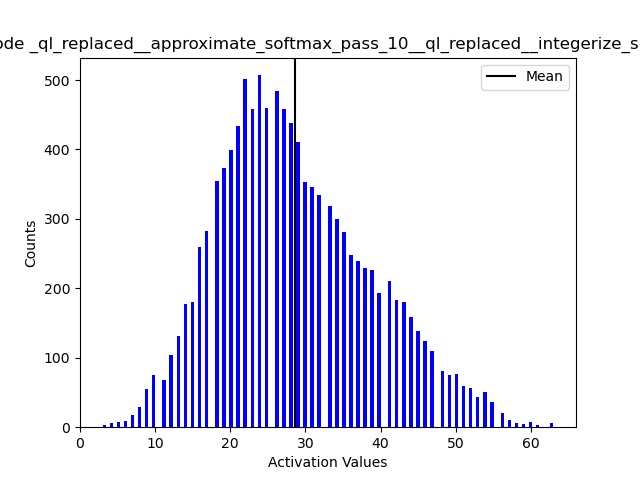 ode _ql_replaced__approximate_softmax_pass_10__ql_replaced__integerize_s
Mean
500
400
300
200
100
0
Counts
0 10 20 30 40 50 60
Activation Values